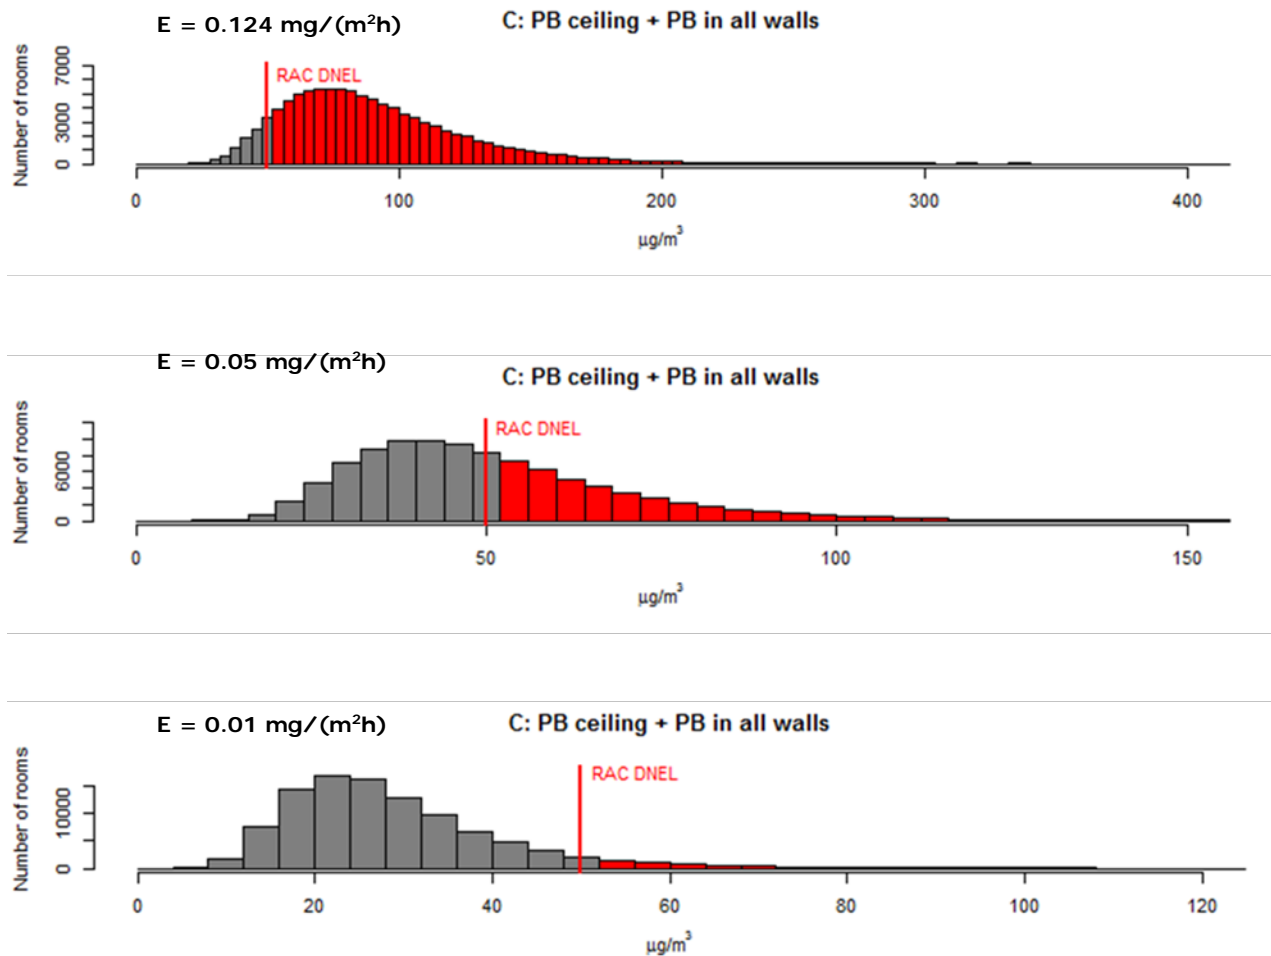 E = 0.124 mg/(m²h)
C: PB ceiling + PB in all walls
RAC DNEL
Number of rooms
7000
3000
0
0 100 200 300 400
µg/m³
E = 0.05 mg/(m²h)
C: PB ceiling + PB in all walls
RAC DNEL
Number of rooms
6000
0
0 50 100 150
µg/m³
E = 0.01 mg/(m²h)
C: PB ceiling + PB in all walls
RAC DNEL
Number of rooms
10000
0
0 20 40 60 80 100 120
µg/m³